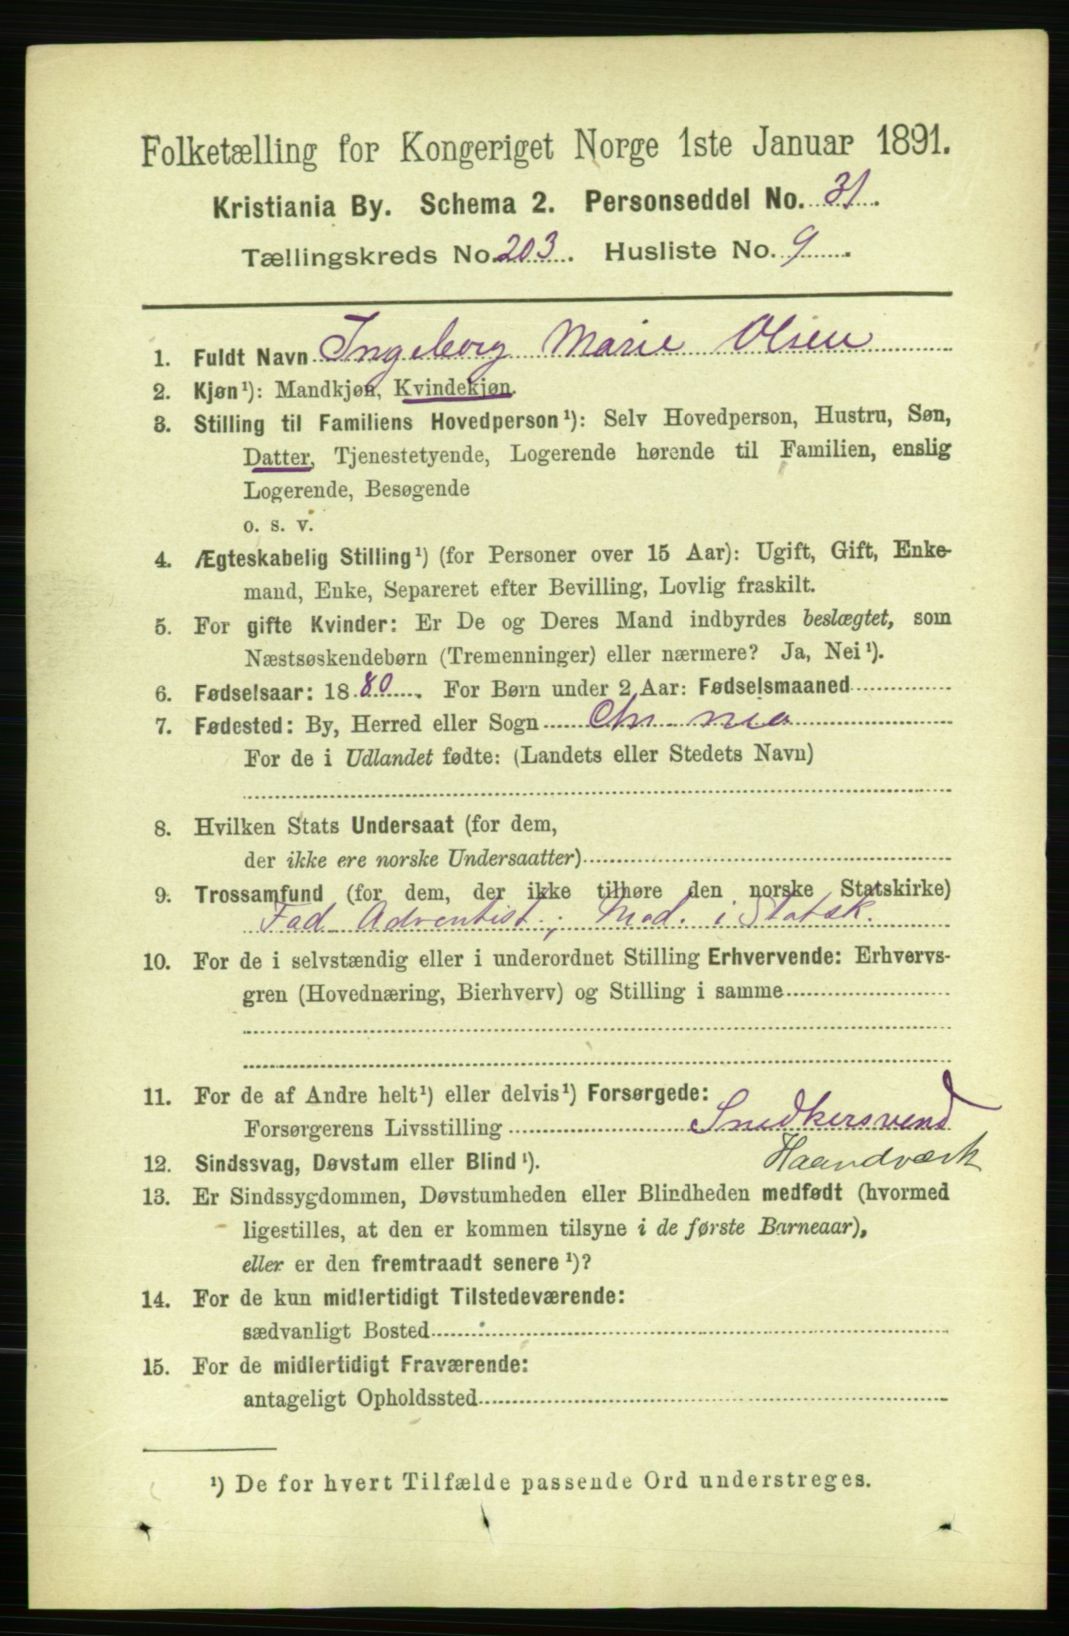 Folketælling for Kongeriget Norge 1ste Januar 1891.
Kristiania By. Schema 2. Personseddel No. 31.
Tællingskreds No. 203. Husliste No. 9.
1. Fuldt Navn Ingeborg Marie Olsen
2. Kjøn¹): Mandkjøn, Kvindekjøn.
3. Stilling til Familiens Hovedperson¹): Selv Hovedperson, Hustru, Søn,
Datter, Tjenestetyende, Logerende hørende til Familien, enslig
Logerende, Besøgende
o. s. v.
4. Ægteskabelig Stilling¹) (for Personer over 15 Aar): Ugift, Gift, Enke-
mand, Enke, Separeret efter Bevilling, Lovlig fraskilt.
5. For gifte Kvinder: Er De og Deres Mand indbyrdes beslægtet, som
Næstsøskendebørn (Tremenninger) eller nærmere? Ja, Nei¹).
6. Fødselsaar: 1880. For Børn under 2 Aar: Fødselsmaaned
7. Fødested: By, Herred eller Sogn Chr nia
For de i Udlandet fødte: (Landets eller Stedets Navn)
8. Hvilken Stats Undersaat (for dem,
der ikke ere norske Undersaatter)
9. Trossamfund (for dem, der ikke tilhøre den norske Statskirke)
Fad. Adventist; Mod. i Statsk.
10. For de i selvstændig eller i underordnet Stilling Erhvervende: Erhvervs-
gren (Hovednæring, Bierhverv) og Stilling i samme
11. For de af Andre helt¹) eller delvis¹) Forsørgede:
Forsørgerens Livsstilling Snedkersvend
Haandværk
12. Sindssvag, Døvstum eller Blind¹).
13. Er Sindssygdommen, Døvstumheden eller Blindheden medfødt (hvormed
ligestilles, at den er kommen tilsyne i de første Barneaar),
eller er den fremtraadt senere¹)?
14. For de kun midlertidigt Tilstedeværende:
sædvanligt Bosted
15. For de midlertidigt Fraværende:
antageligt Opholdssted
¹) De for hvert Tilfælde passende Ord understreges.